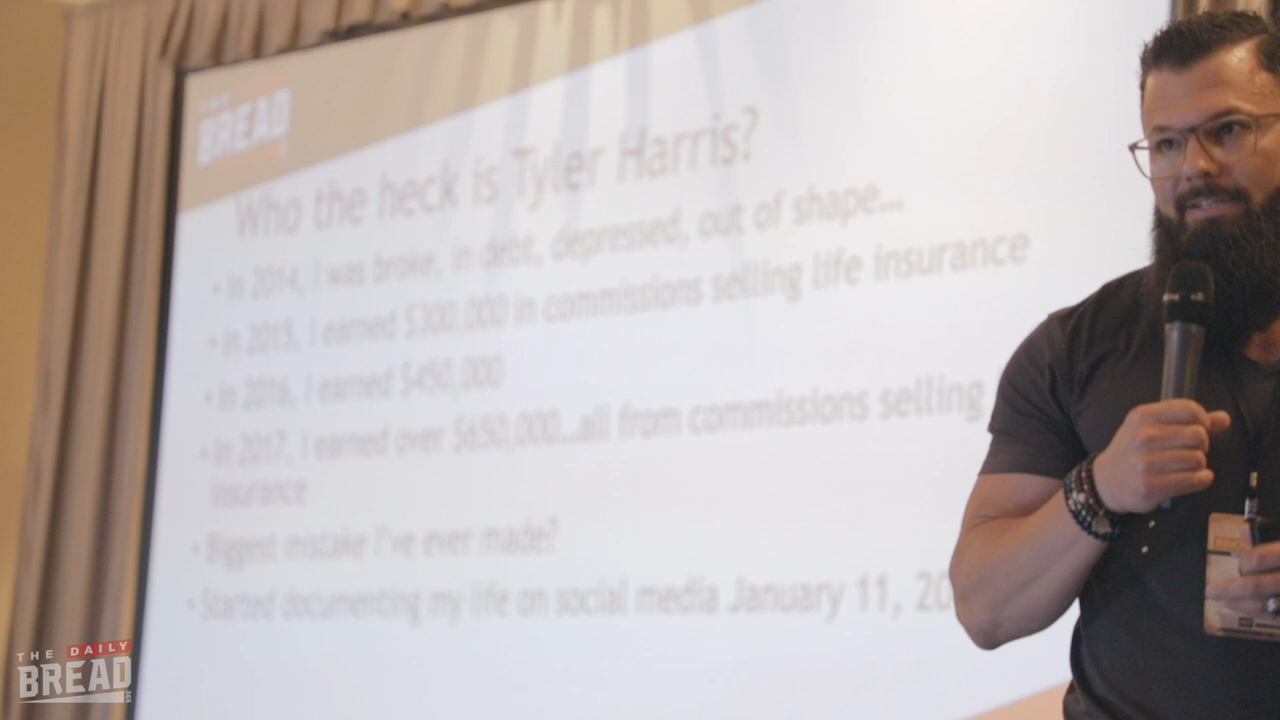 BREAD
Who the heck is Tyler Harris?
• In 2014, I was broke, in debt, depressed, out of shape...
• In 2015, I earned $300,000 in commissions selling life insurance
• In 2016, I earned $450,000
• In 2017, I earned over $650,000...all from commissions selling
insurance
• Biggest mistake I've ever made?
• Started documenting my life on social media January 11, 20
THE DAILY
BREAD
365